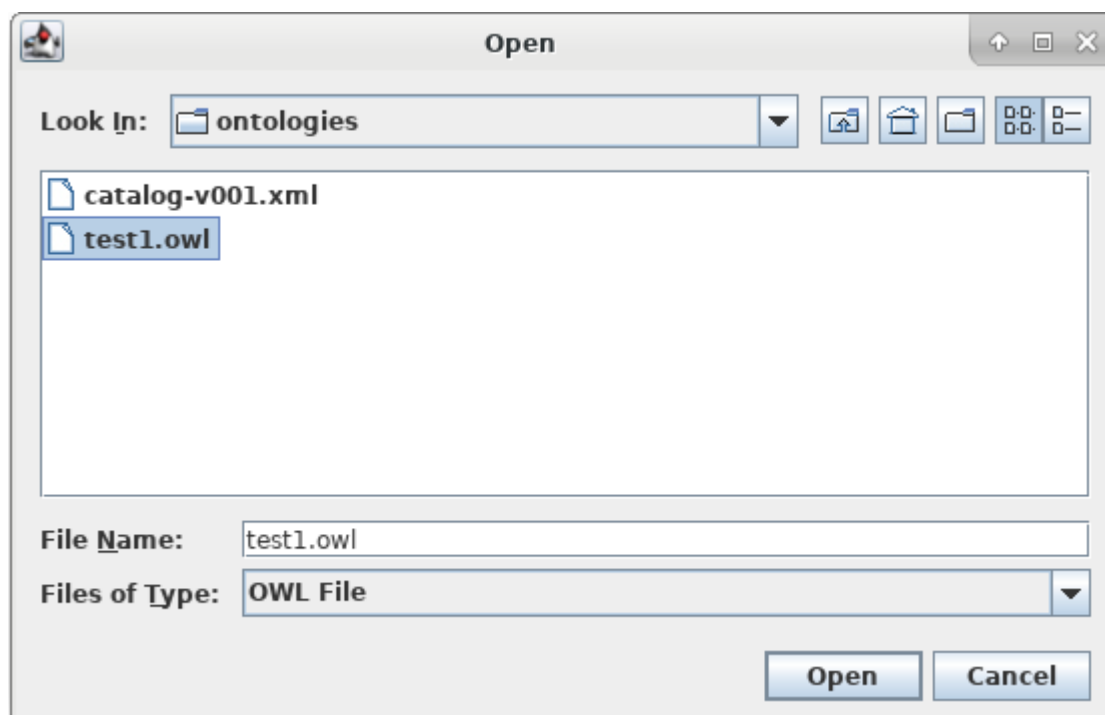 Open
Look In: ontologies
catalog-v001.xml
test1.owl
File Name: test1.owl
Files of Type: OWL File
Open Cancel